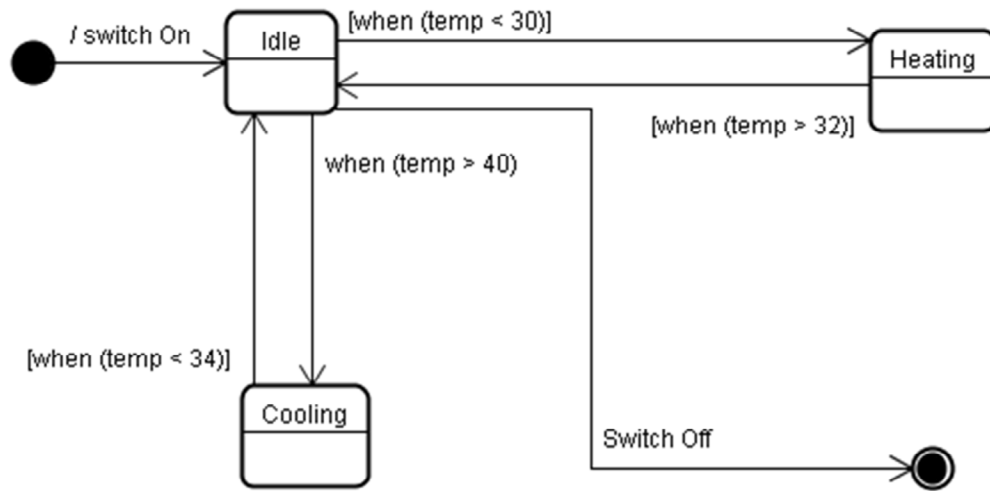 / switch On
Idle
[when (temp < 30)]
Heating
[when (temp > 32)]
when (temp > 40)
[when (temp < 34)]
Cooling
Switch Off